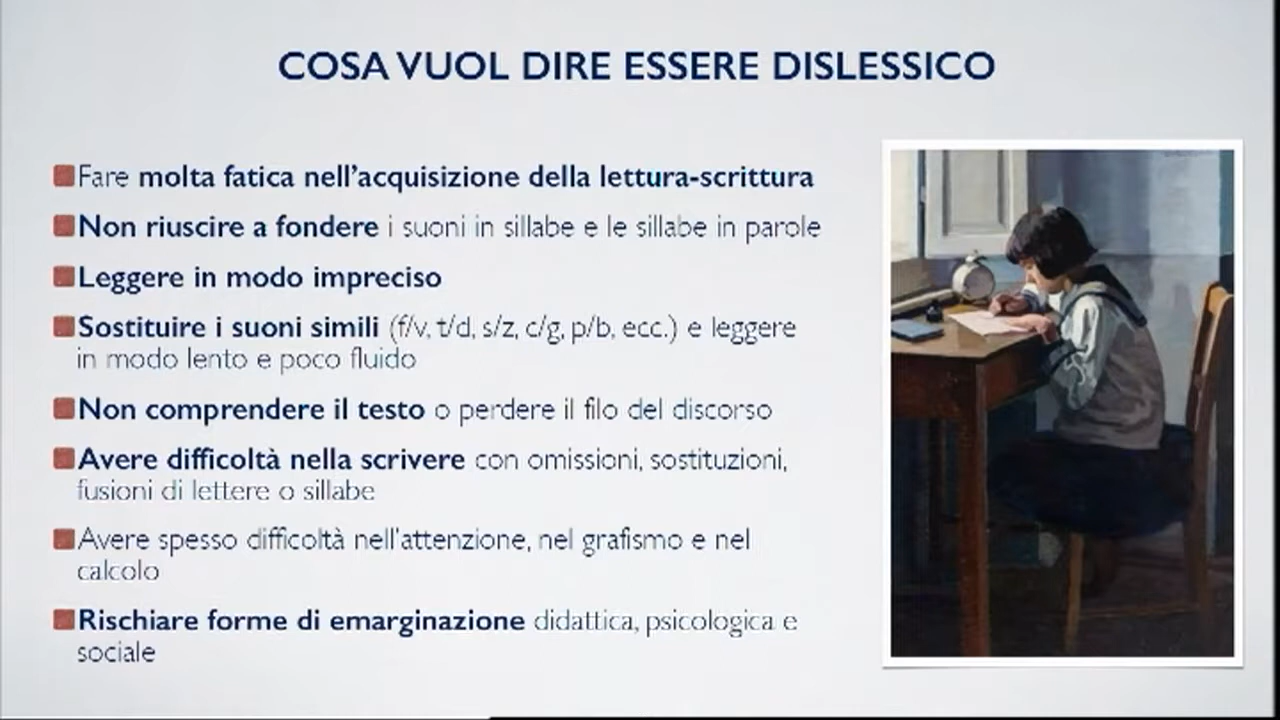 COSA VUOL DIRE ESSERE DISLESSICO
Fare molta fatica nell'acquisizione della lettura-scrittura
Non riuscire a fondere i suoni in sillabe e le sillabe in parole
Leggere in modo impreciso
Sostituire i suoni simili (f/v, t/d, s/z, c/g, p/b, ecc.) e leggere
in modo lento e poco fluido
Non comprendere il testo o perdere il filo del discorso
Avere difficoltà nella scrivere con omissioni, sostituzioni,
fusioni di lettere o sillabe
Avere spesso difficoltà nell'attenzione, nel grafismo e nel
calcolo
Rischiare forme di emarginazione didattica, psicologica e
sociale